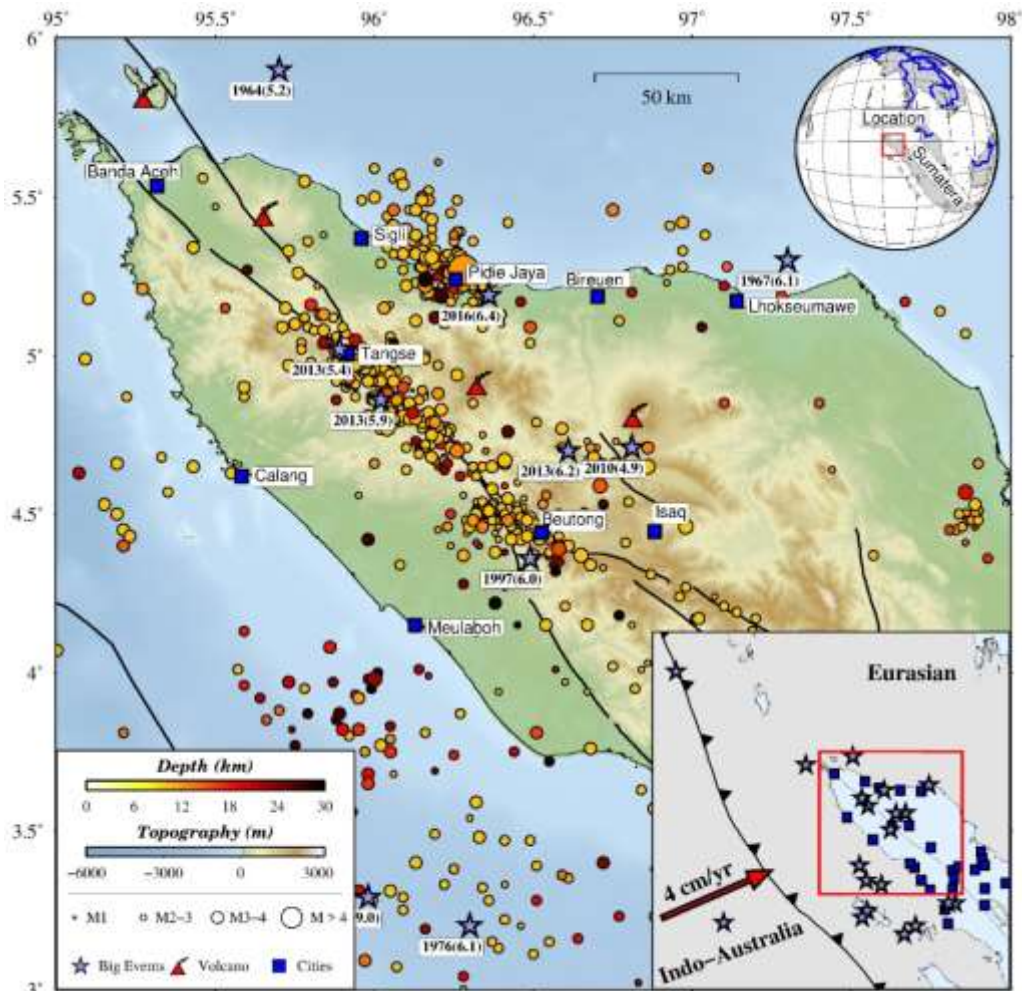 95° 95.5° 96° 96.5° 97° 97.5° 98°
6°
1964(5.2)
50 km
Location
Sumatera
Banda Aceh
5.5°
Sigli
Pidie Jaya
Bireuen
1967(6.1)
2016(6.4)
Lhokseumawe
5°
Tangse
2013(5.4)
2013(5.9)
2013(6.2)
2010(4.9)
Calang
4.5°
Beutong
Isaq
1997(6.0)
Meulaboh
4°
Eurasian
Depth (km)
0 6 12 18 24 30
Topography (m)
−6000 −3000 0 3000
3.5°
4 cm/yr
Indo−Australia
M1 M2−3 M3−4 M > 4
9.0)
1976(6.1)
Big Events Volcano Cities
3°